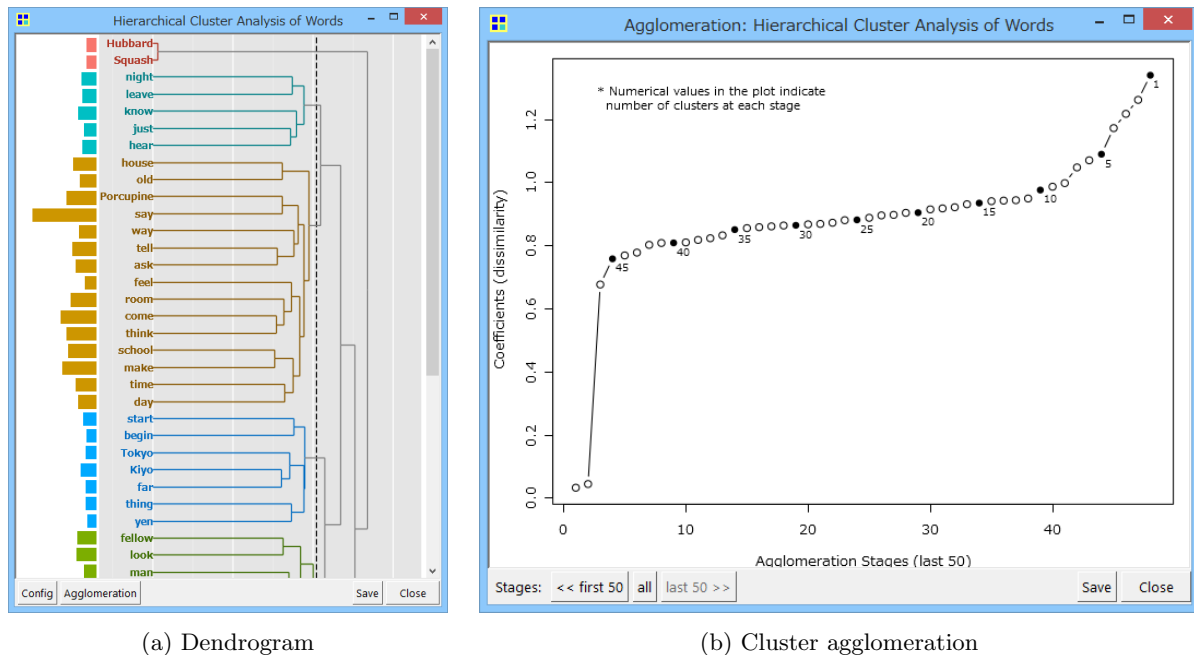 Hierarchical Cluster Analysis of Words
Hubbard
Squash
night
leave
know
just
hear
house
old
Porcupine
say
way
tell
ask
feel
room
come
think
school
make
time
day
start
begin
Tokyo
Kiyo
far
thing
yen
fellow
look
man
Config Agglomeration Save Close
(a) Dendrogram
Agglomeration: Hierarchical Cluster Analysis of Words
* Numerical values in the plot indicate
number of clusters at each stage
Coefficients (dissimilarity)
1.2
1.0
0.8
0.6
0.4
0.2
0.0
45 40 35 30 25 20 15 10 5 1
0 10 20 30 40
Agglomeration Stages (last 50)
Stages: << first 50 all last 50 >> Save Close
(b) Cluster agglomeration